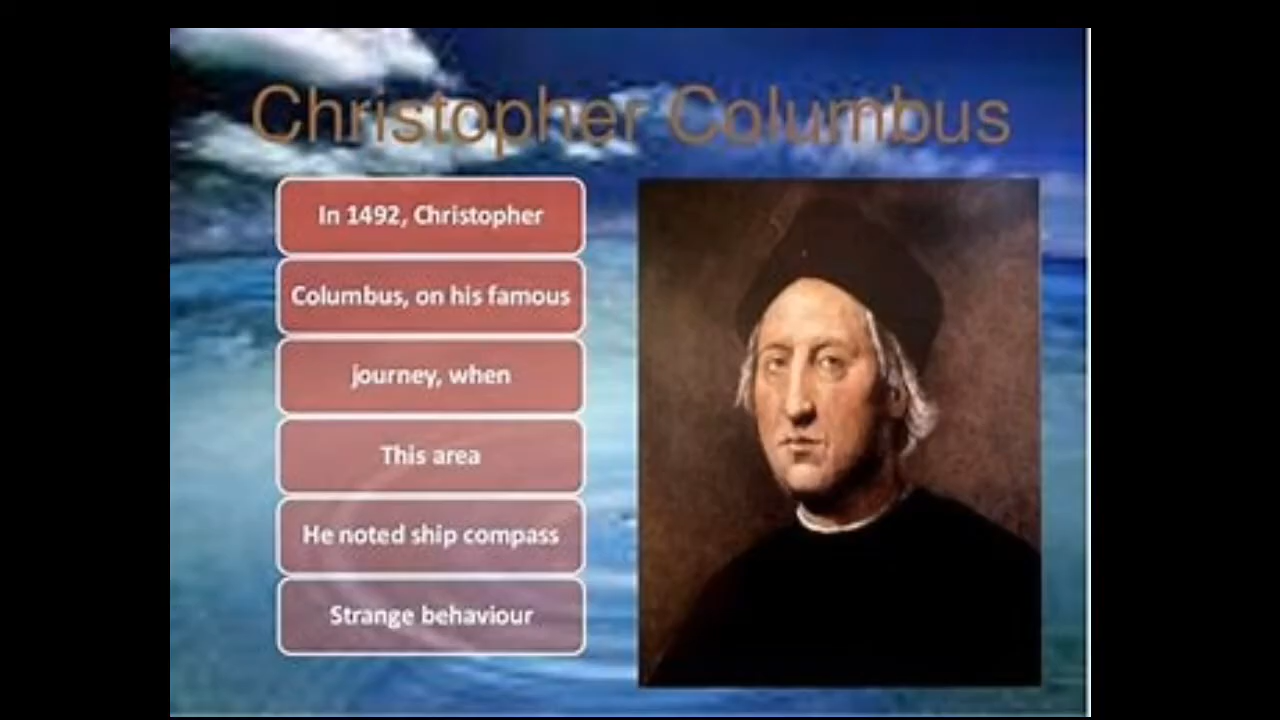 Christopher Columbus
In 1492, Christopher
Columbus, on his famous
journey, when
This area
He noted ship compass
Strange behaviour